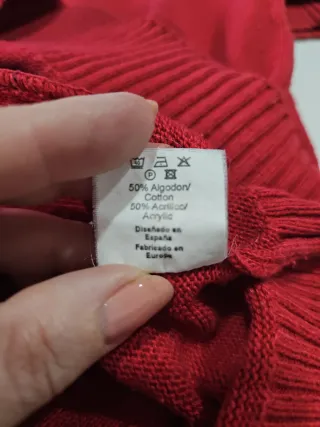 50% Algodon/
Cotton
50% Acrilico/
Acrylic
Diseñado en
España
Fabricado en
Europa